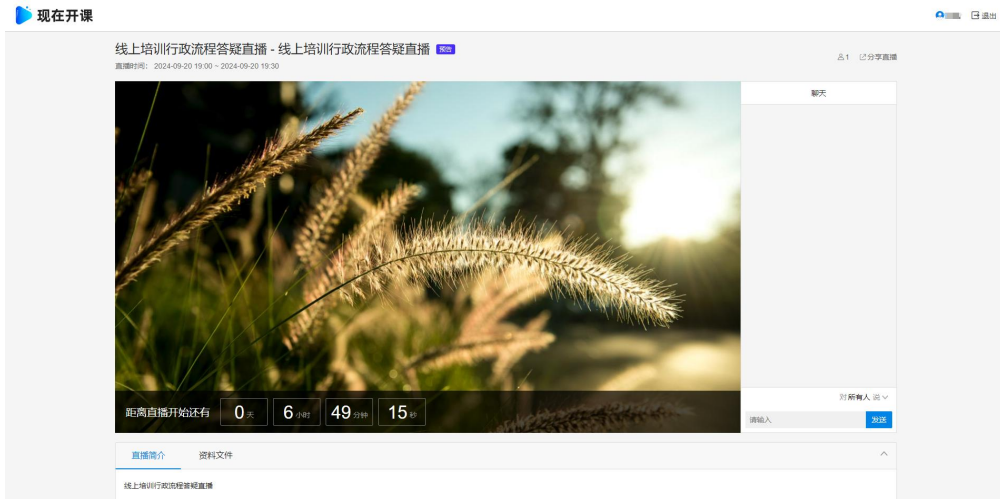 现在开课
退出
线上培训行政流程答疑直播 - 线上培训行政流程答疑直播 预告
1 分享直播
直播时间： 2024-09-20 19:00 ~ 2024-09-20 19:30
聊天
距离直播开始还有 0 天 6 小时 49 分钟 15 秒
对 所有人 说
请输入 发送
直播简介 资料文件
线上培训行政流程答疑直播